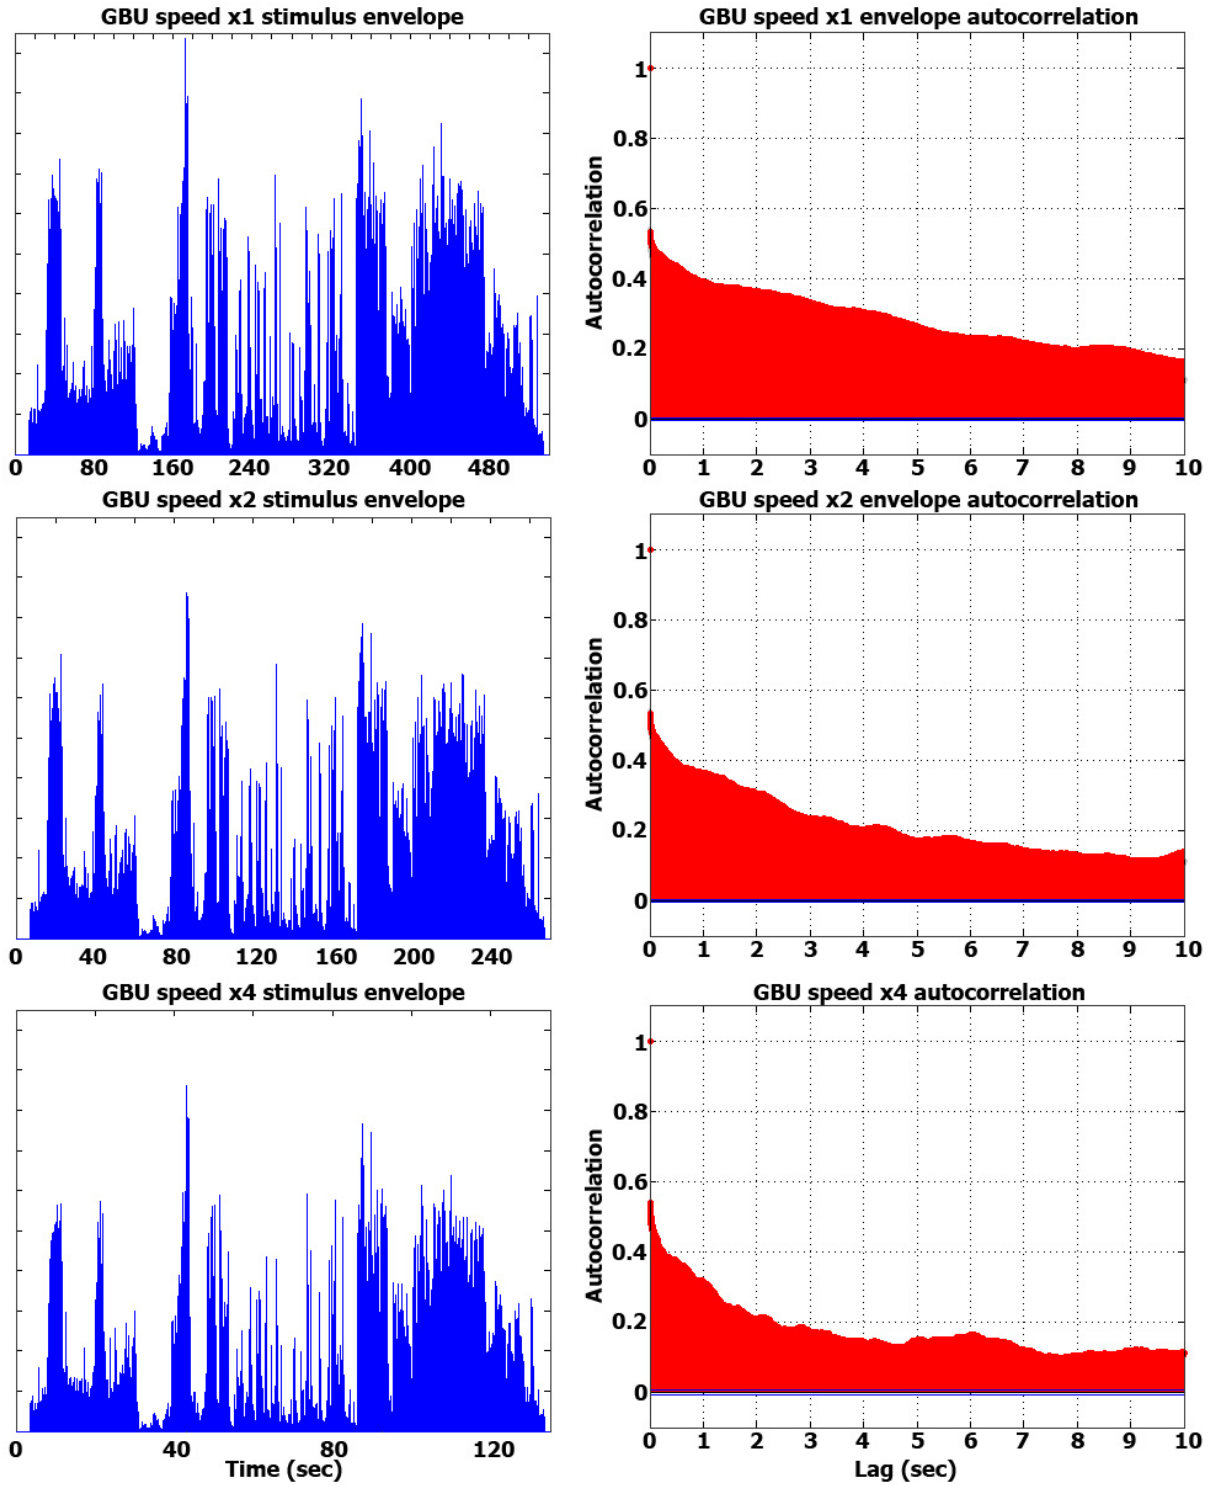 GBU speed x1 stimulus envelope
0 80 160 240 320 400 480
GBU speed x1 envelope autocorrelation
Autocorrelation
1
0.8
0.6
0.4
0.2
0
0 1 2 3 4 5 6 7 8 9 10
GBU speed x2 stimulus envelope
0 40 80 120 160 200 240
GBU speed x2 envelope autocorrelation
Autocorrelation
1
0.8
0.6
0.4
0.2
0
0 1 2 3 4 5 6 7 8 9 10
GBU speed x4 stimulus envelope
0 40 80 120
Time (sec)
GBU speed x4 autocorrelation
Autocorrelation
1
0.8
0.6
0.4
0.2
0
0 1 2 3 4 5 6 7 8 9 10
Lag (sec)